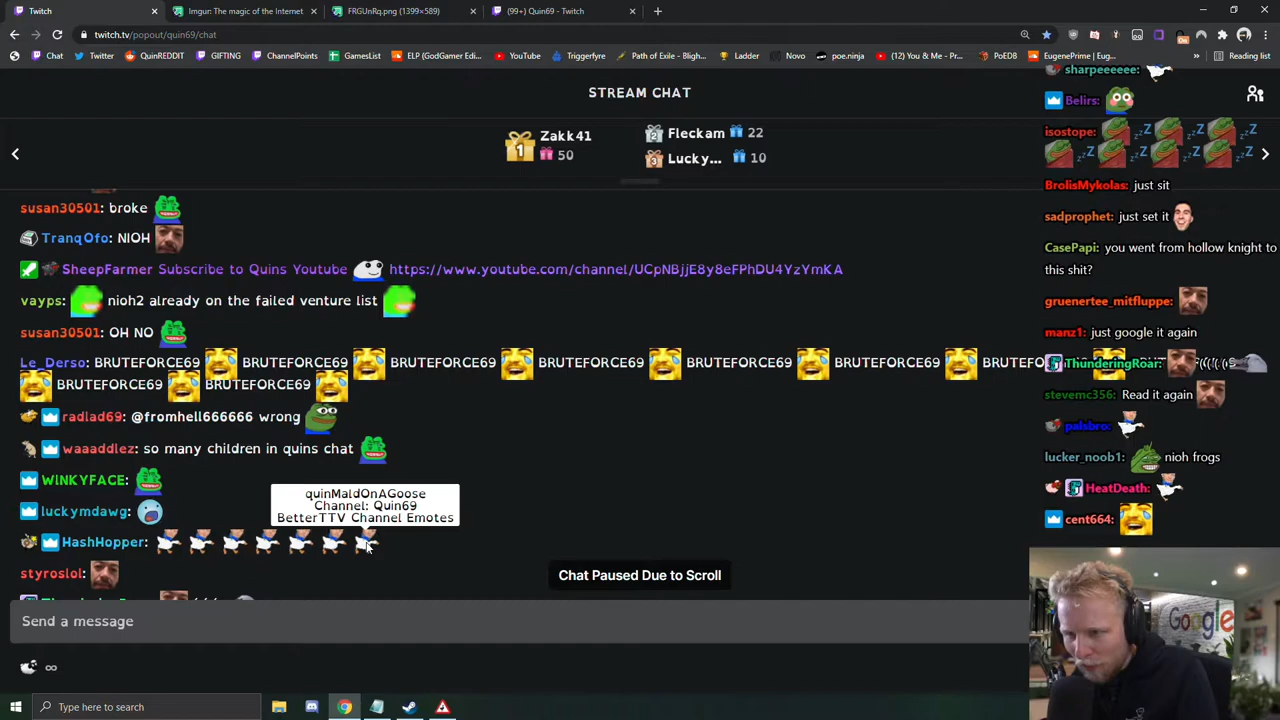 Twitch
Imgur: The magic of the Internet
FRGUnRq.png (1399×589)
(99+) Quin69 - Twitch
twitch.tv/popout/quin69/chat
Chat
Twitter
QuinREDDIT
GIFTING
ChannelPoints
GamesList
ELP (GodGamer Edi...
YouTube
Triggerfyre
Path of Exile - Bligh...
Ladder
Novo
poe.ninja
(12) You & Me - Pr...
PoEDB
EugenePrime | Eug...
Reading list
STREAM CHAT
1 Zakk41
50
2 Fleckam 22
3 Lucky... 10
susan30501: broke
TranqOfo: NIOH
SheepFarmer Subscribe to Quins Youtube https://www.youtube.com/channel/UCpNBjjE8y8eFPhDU4YzYmKA
vayps: nioh2 already on the failed venture list
susan30501: OH NO
Le_Derso: BRUTEFORCE69 BRUTEFORCE69 BRUTEFORCE69 BRUTEFORCE69 BRUTEFORCE69 BRUTEFORCE69
BRUTEFORCE69 BRUTEFORCE69
radlad69: @fromhell666666 wrong
waaaddlez: so many children in quins chat
WINKYFACE:
luckymdawg:
quinMaldOnAGoose
Channel: Quin69
BetterTTV Channel Emotes
HashHopper:
styroslol:
Chat Paused Due to Scroll
Send a message
∞
sharpeeeeee:
Belirs:
isostope:
BrolisMykolas: just sit
sadprophet: just set it
CasePapi: you went from hollow knight to
this shit?
gruenertee_mitfluppe:
manz1: just google it again
ThunderingRoar:
stevemc356: Read it again
palsbro:
lucker_noob1: nioh frogs
HeatDeath:
cent664:
Google
Type here to search